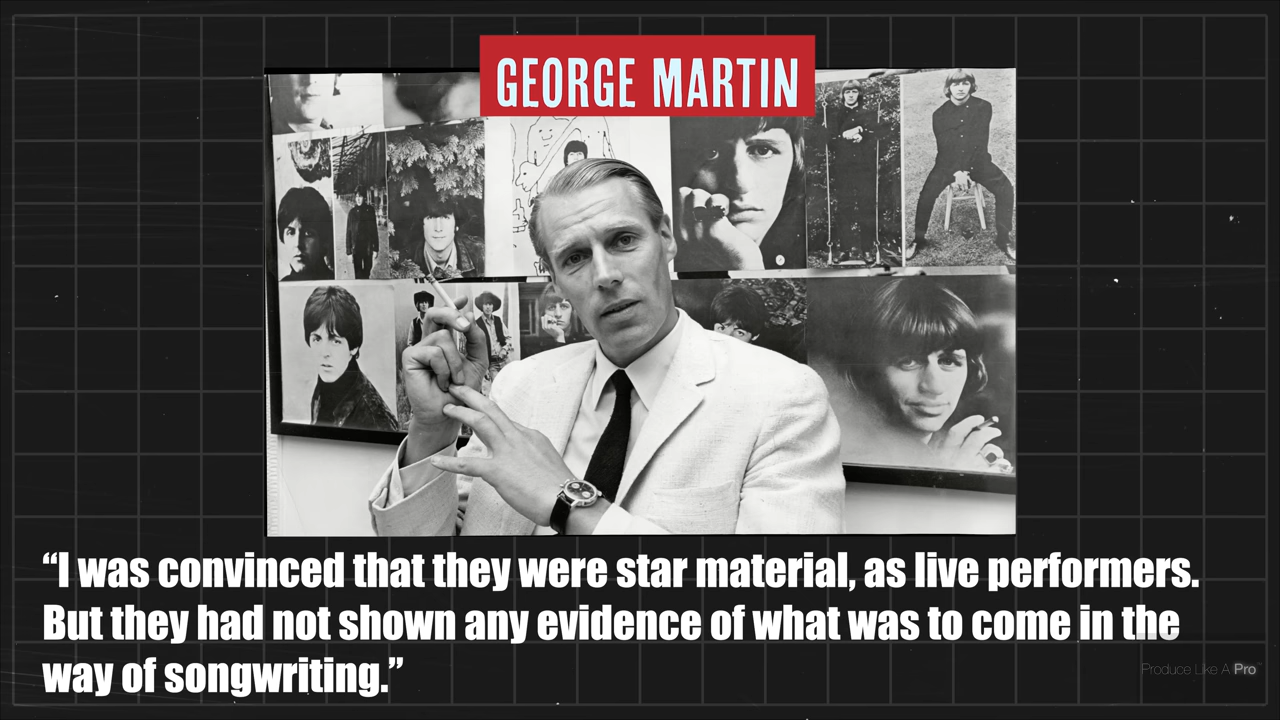 GEORGE MARTIN
“I was convinced that they were star material, as live performers.
But they had not shown any evidence of what was to come in the
way of songwriting.”
Produce Like A Pro™